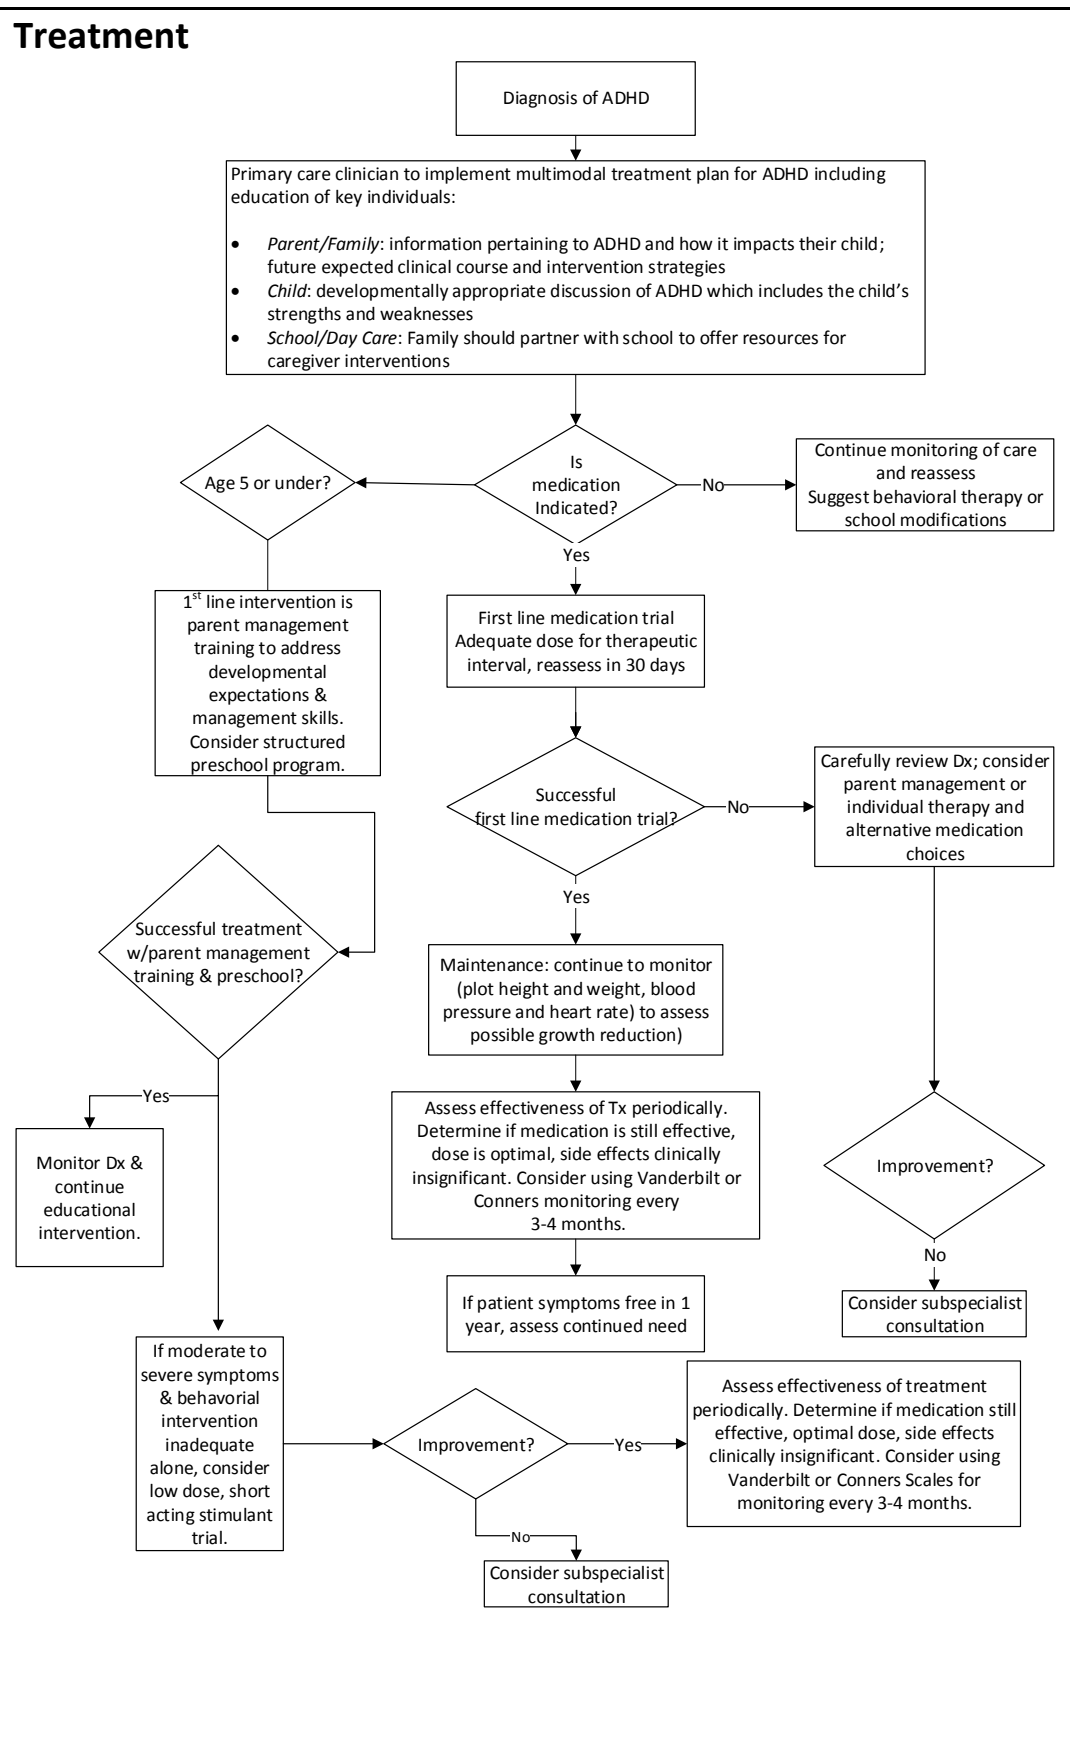 Treatment
Diagnosis of ADHD
Primary care clinician to implement multimodal treatment plan for ADHD including
education of key individuals:
• Parent/Family: information pertaining to ADHD and how it impacts their child;
future expected clinical course and intervention strategies
• Child: developmentally appropriate discussion of ADHD which includes the child’s
strengths and weaknesses
• School/Day Care: Family should partner with school to offer resources for
caregiver interventions
Age 5 or under?
Is
medication
Indicated?
No
Continue monitoring of care
and reassess
Suggest behavioral therapy or
school modifications
Yes
1st line intervention is
parent management
training to address
developmental
expectations &
management skills.
Consider structured
preschool program.
First line medication trial
Adequate dose for therapeutic
interval, reassess in 30 days
Successful
first line medication trial?
No
Carefully review Dx; consider
parent management or
individual therapy and
alternative medication
choices
Yes
Successful treatment
w/parent management
training & preschool?
Maintenance: continue to monitor
(plot height and weight, blood
pressure and heart rate) to assess
possible growth reduction)
Yes
Assess effectiveness of Tx periodically.
Determine if medication is still effective,
dose is optimal, side effects clinically
insignificant. Consider using Vanderbilt or
Conners monitoring every
3-4 months.
Improvement?
Monitor Dx &
continue
educational
intervention.
No
If patient symptoms free in 1
year, assess continued need
Consider subspecialist
consultation
If moderate to
severe symptoms
& behavorial
intervention
inadequate
alone, consider
low dose, short
acting stimulant
trial.
Improvement?
Yes
Assess effectiveness of treatment
periodically. Determine if medication still
effective, optimal dose, side effects
clinically insignificant. Consider using
Vanderbilt or Conners Scales for
monitoring every 3-4 months.
No
Consider subspecialist
consultation